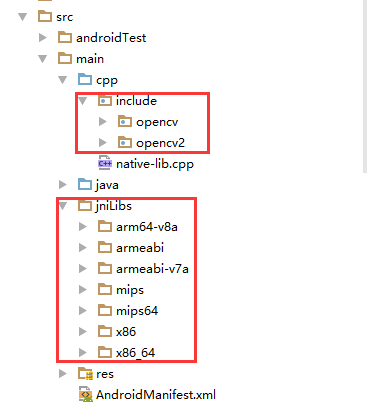 src
androidTest
main
cpp
include
opencv
opencv2
native-lib.cpp
java
jniLibs
arm64-v8a
armeabi
armeabi-v7a
mips
mips64
x86
x86_64
res
AndroidManifest.xml